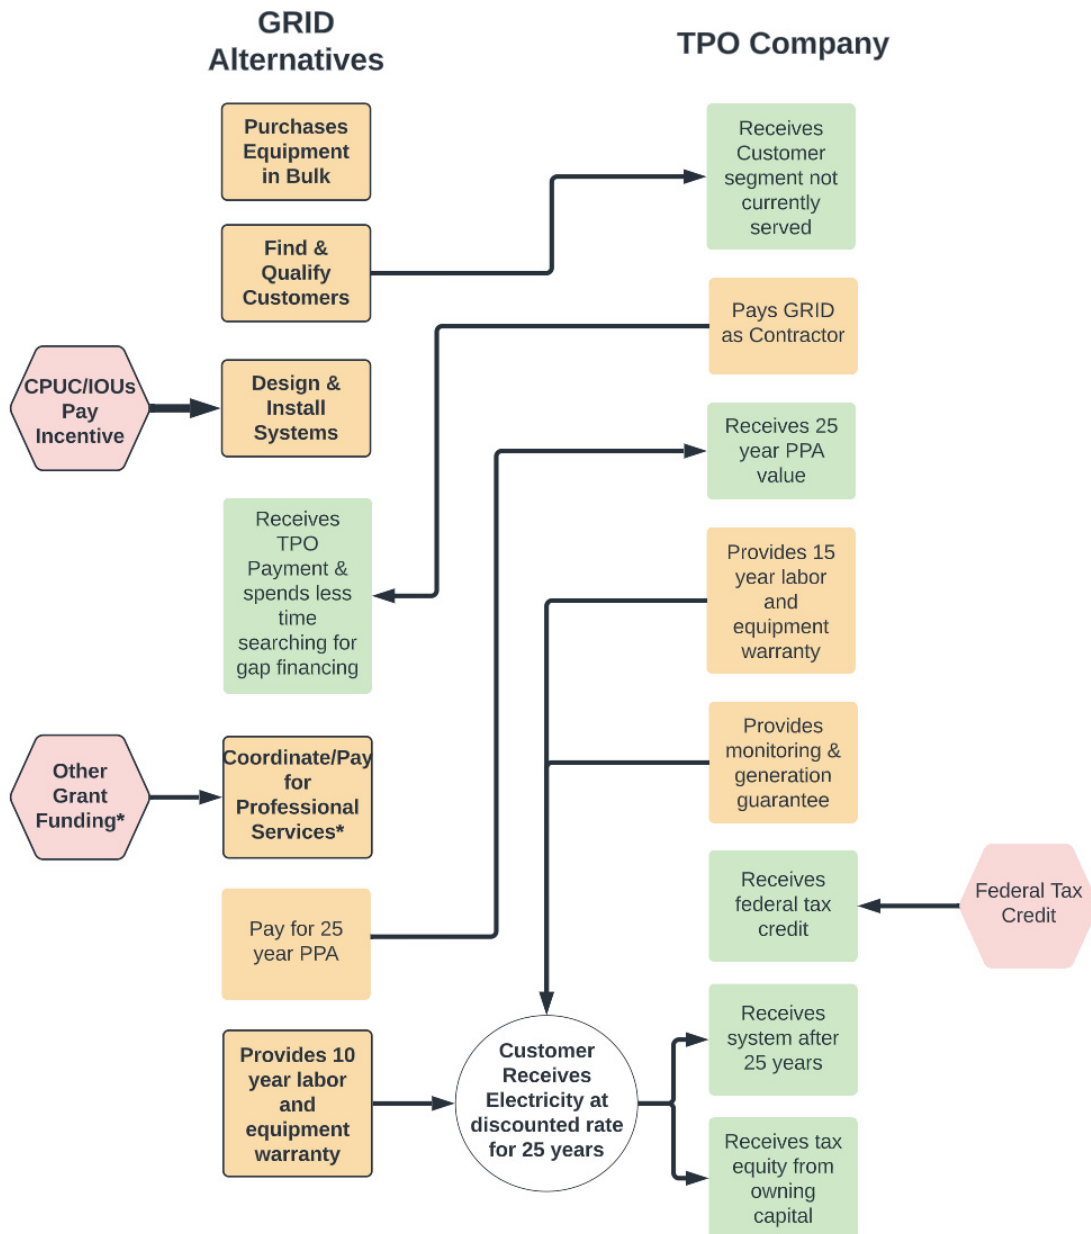 GRID
Alternatives
TPO Company
Purchases
Equipment
in Bulk
Receives
Customer
segment not
currently
served
Find &
Qualify
Customers
Pays GRID
as Contractor
CPUC/IOUs
Pay
Incentive
Design &
Install
Systems
Receives 25
year PPA
value
Receives
TPO
Payment &
spends less
time
searching for
gap financing
Provides 15
year labor
and
equipment
warranty
Other
Grant
Funding*
Coordinate/Pay
for
Professional
Services*
Provides
monitoring &
generation
guarantee
Pay for 25
year PPA
Receives
federal tax
credit
Federal Tax
Credit
Provides 10
year labor
and
equipment
warranty
Customer
Receives
Electricity at
discounted rate
for 25 years
Receives
system after
25 years
Receives tax
equity from
owning
capital